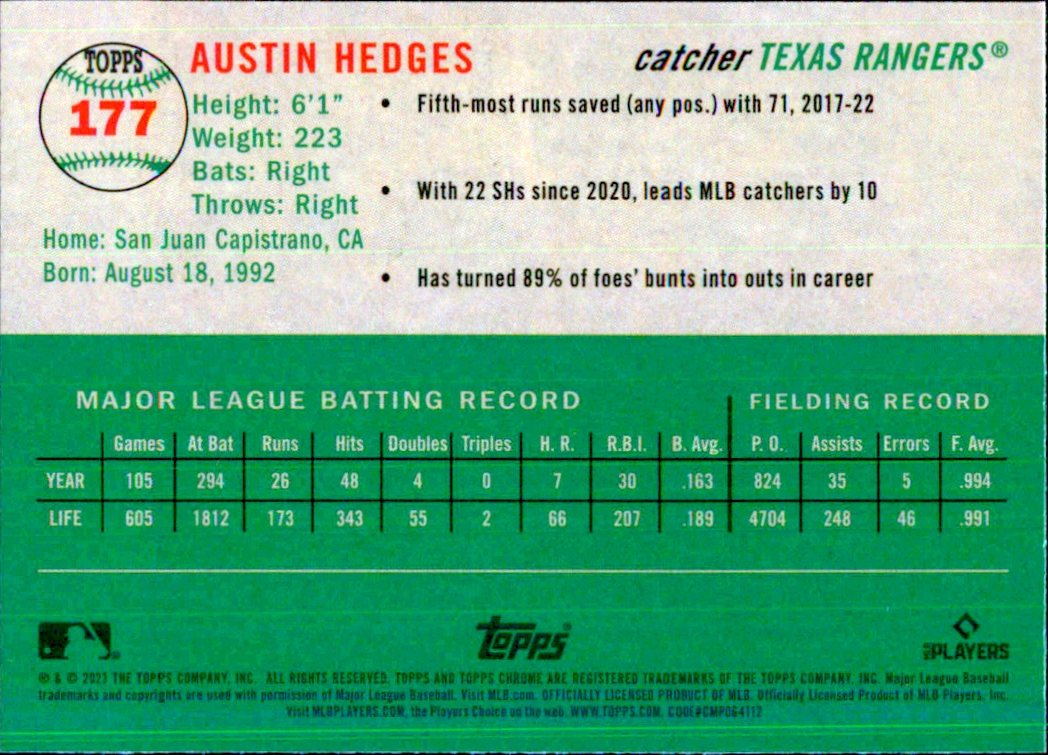 TOPPS
177
AUSTIN HEDGES
catcher TEXAS RANGERS®
Height: 6'1"
Weight: 223
Bats: Right
Throws: Right
Home: San Juan Capistrano, CA
Born: August 18, 1992
• Fifth-most runs saved (any pos.) with 71, 2017-22
• With 22 SHs since 2020, leads MLB catchers by 10
• Has turned 89% of foes' bunts into outs in career
MAJOR LEAGUE BATTING RECORD FIELDING RECORD
Games At Bat Runs Hits Doubles Triples H. R. R.B.I. B. Avg. P. O. Assists Errors F. Avg.
YEAR 105 294 26 48 4 0 7 30 .163 824 35 5 .994
LIFE 605 1812 173 343 55 2 66 207 .189 4704 248 46 .991
TOPPS
MLB PLAYERS
® & © 2023 THE TOPPS COMPANY, INC. ALL RIGHTS RESERVED. TOPPS AND TOPPS CHROME ARE REGISTERED TRADEMARKS OF THE TOPPS COMPANY, INC. Major League Baseball
trademarks and copyrights are used with permission of Major League Baseball. Visit MLB.com. OFFICIALLY LICENSED PRODUCT OF MLB. Officially Licensed Product of MLB Players, Inc.
Visit MLBPLAYERS.COM, the Players Choice on the web. WWW.TOPPS.COM. CODE#CMP064112